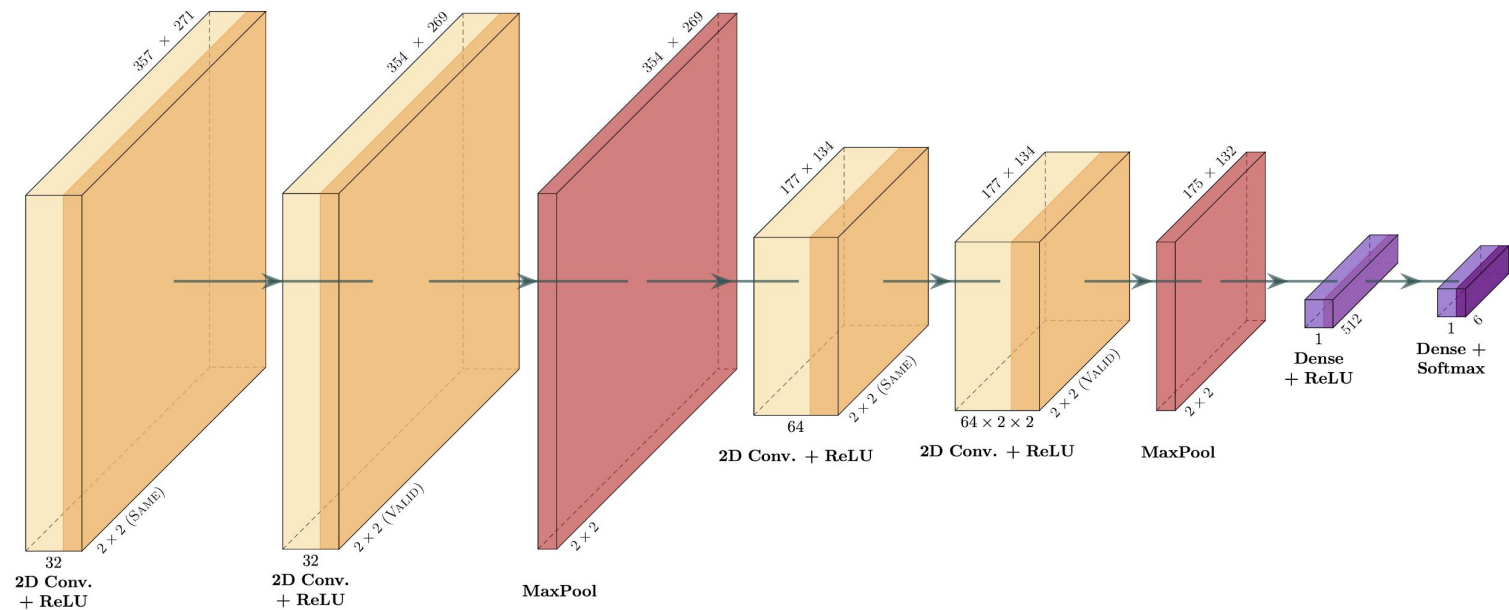 357 × 271
32
2D Conv.
+ ReLU
2 × 2 (SAME)
354 × 269
32
2D Conv.
+ ReLU
2 × 2 (VALID)
354 × 269
2 × 2
MaxPool
177 × 134
64
2 × 2 (SAME)
2D Conv. + ReLU
177 × 134
64 × 2 × 2
2 × 2 (VALID)
2D Conv. + ReLU
175 × 132
2 × 2
MaxPool
1
512
Dense
+ ReLU
1
6
Dense +
Softmax